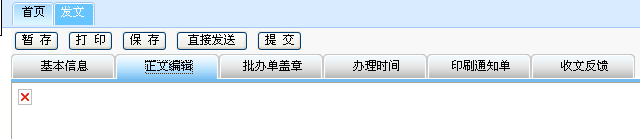 首页 发文
暂 存 打 印 保 存 直接发送 提 交
基本信息 正文编辑 批办单盖章 办理时间 印刷通知单 收文反馈